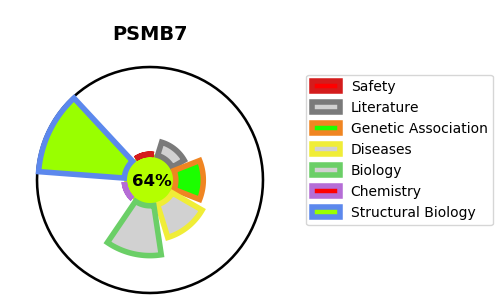 PSMB7
64%
Safety
Literature
Genetic Association
Diseases
Biology
Chemistry
Structural Biology